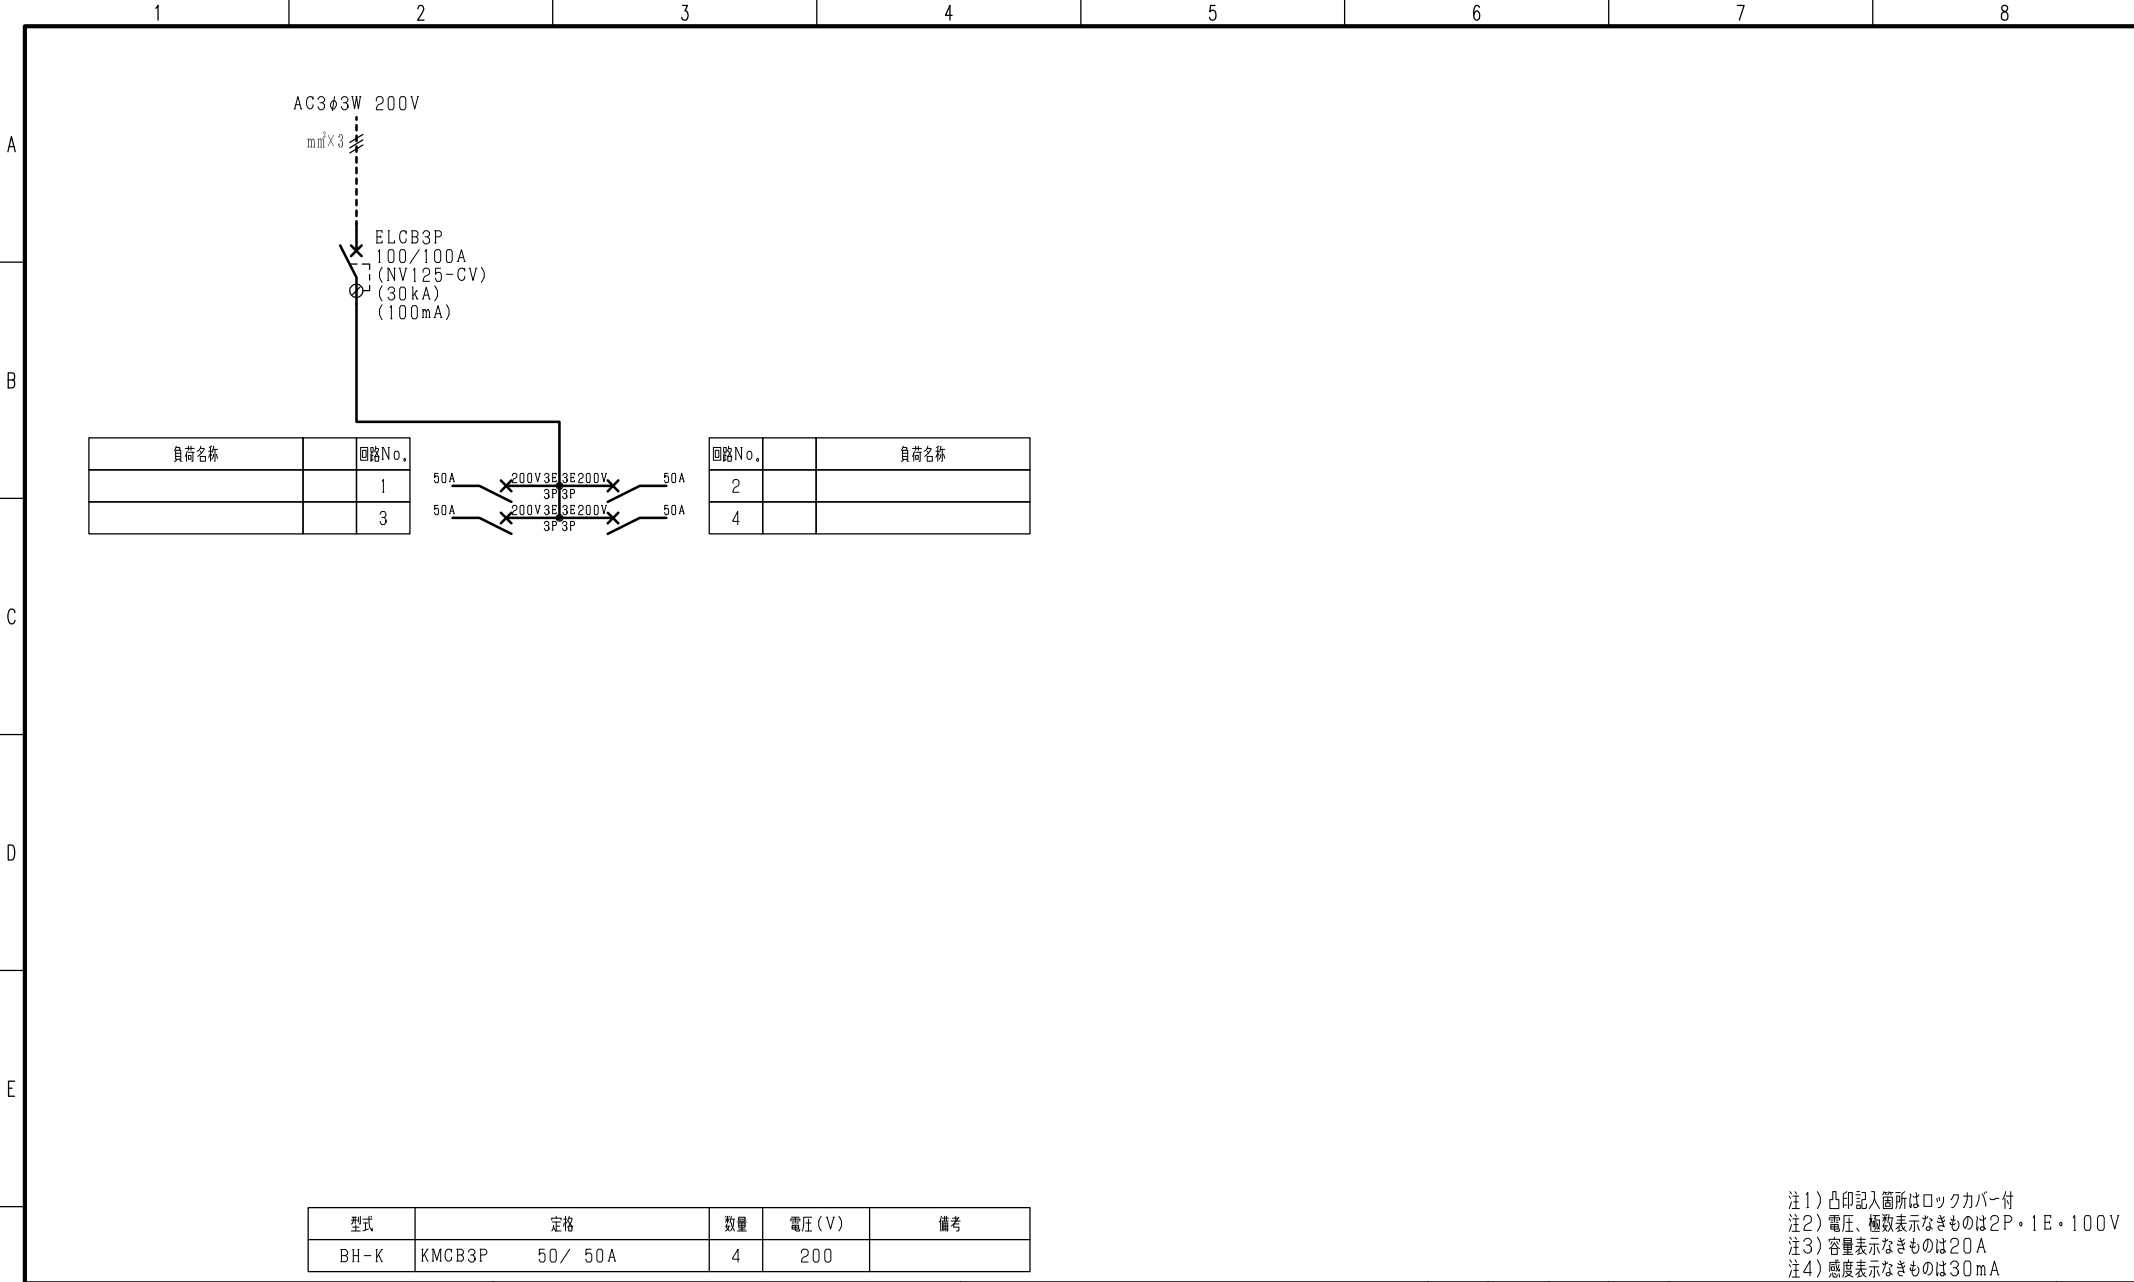 1 2 3 4 5 6 7 8
AC3φ3W 200V
A
mm²×3
ELCB3P
100/100A
(NV125-CV)
(30kA)
(100mA)
B
負荷名称 回路No. 回路No. 負荷名称
1 50A 200V3E 3E200V 50A 2
3P 3P
3 50A 200V3E 3E200V 50A 4
3P 3P
C
D
E
型式 定格 数量 電圧(V) 備考
BH-K KMCB3P 50/ 50A 4 200
注1)凸印記入箇所はロックカバー付
注2)電圧、極数表示なきものは2P・1E・100V
注3)容量表示なきものは20A
注4)感度表示なきものは30mA